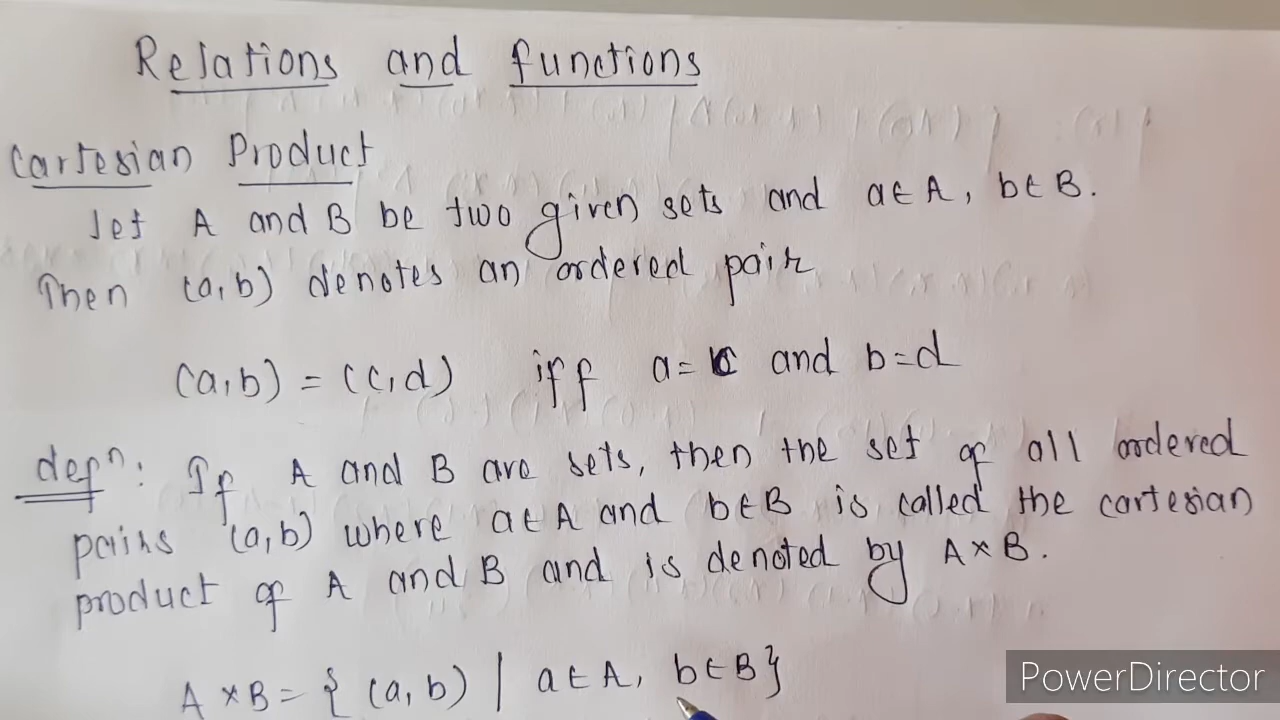 Relations and functions
Cartesian Product
Let A and B be two given sets and a∈A, b∈B.
Then (a,b) denotes an ordered pair
(a,b) = (c,d) iff a=c and b=d
defⁿ: If A and B are sets, then the set of all ordered
pairs (a,b) where a∈A and b∈B is called the cartesian
product of A and B and is denoted by A×B.
A×B = { (a,b) | a∈A, b∈B}
PowerDirector